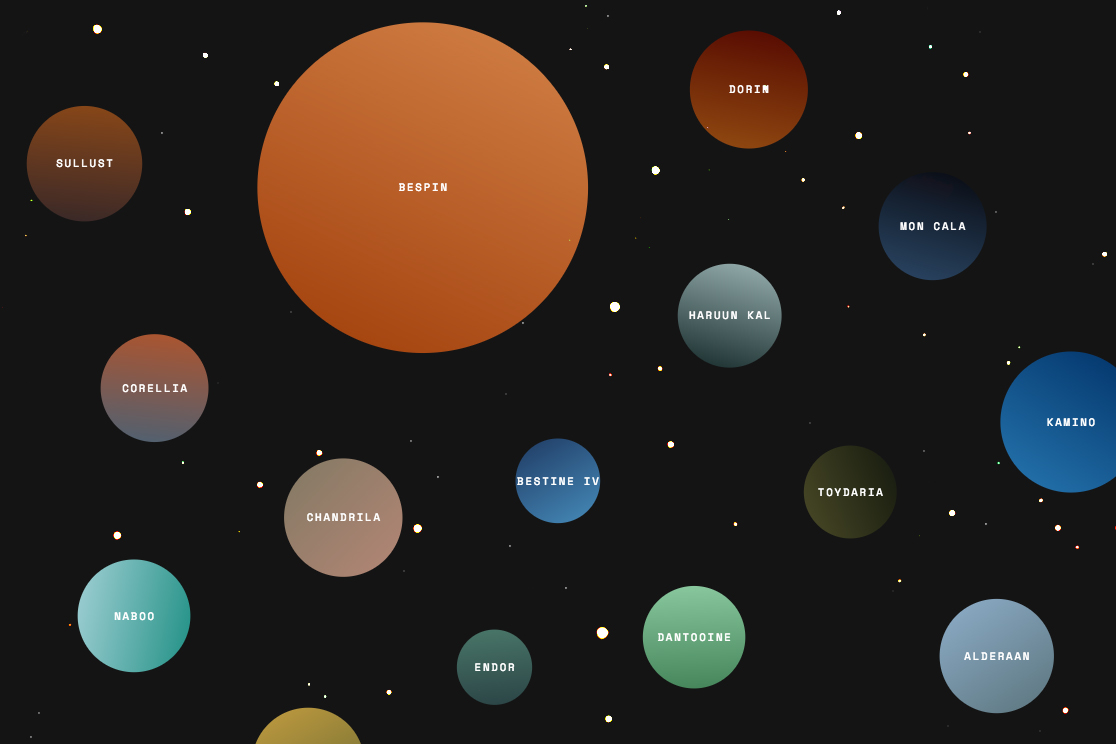 DORIN
SULLUST
BESPIN
MON CALA
HARUUN KAL
CORELLIA
KAMINO
BESTINE IV
TOYDARIA
CHANDRILA
NABOO
DANTOOINE
ALDERAAN
ENDOR